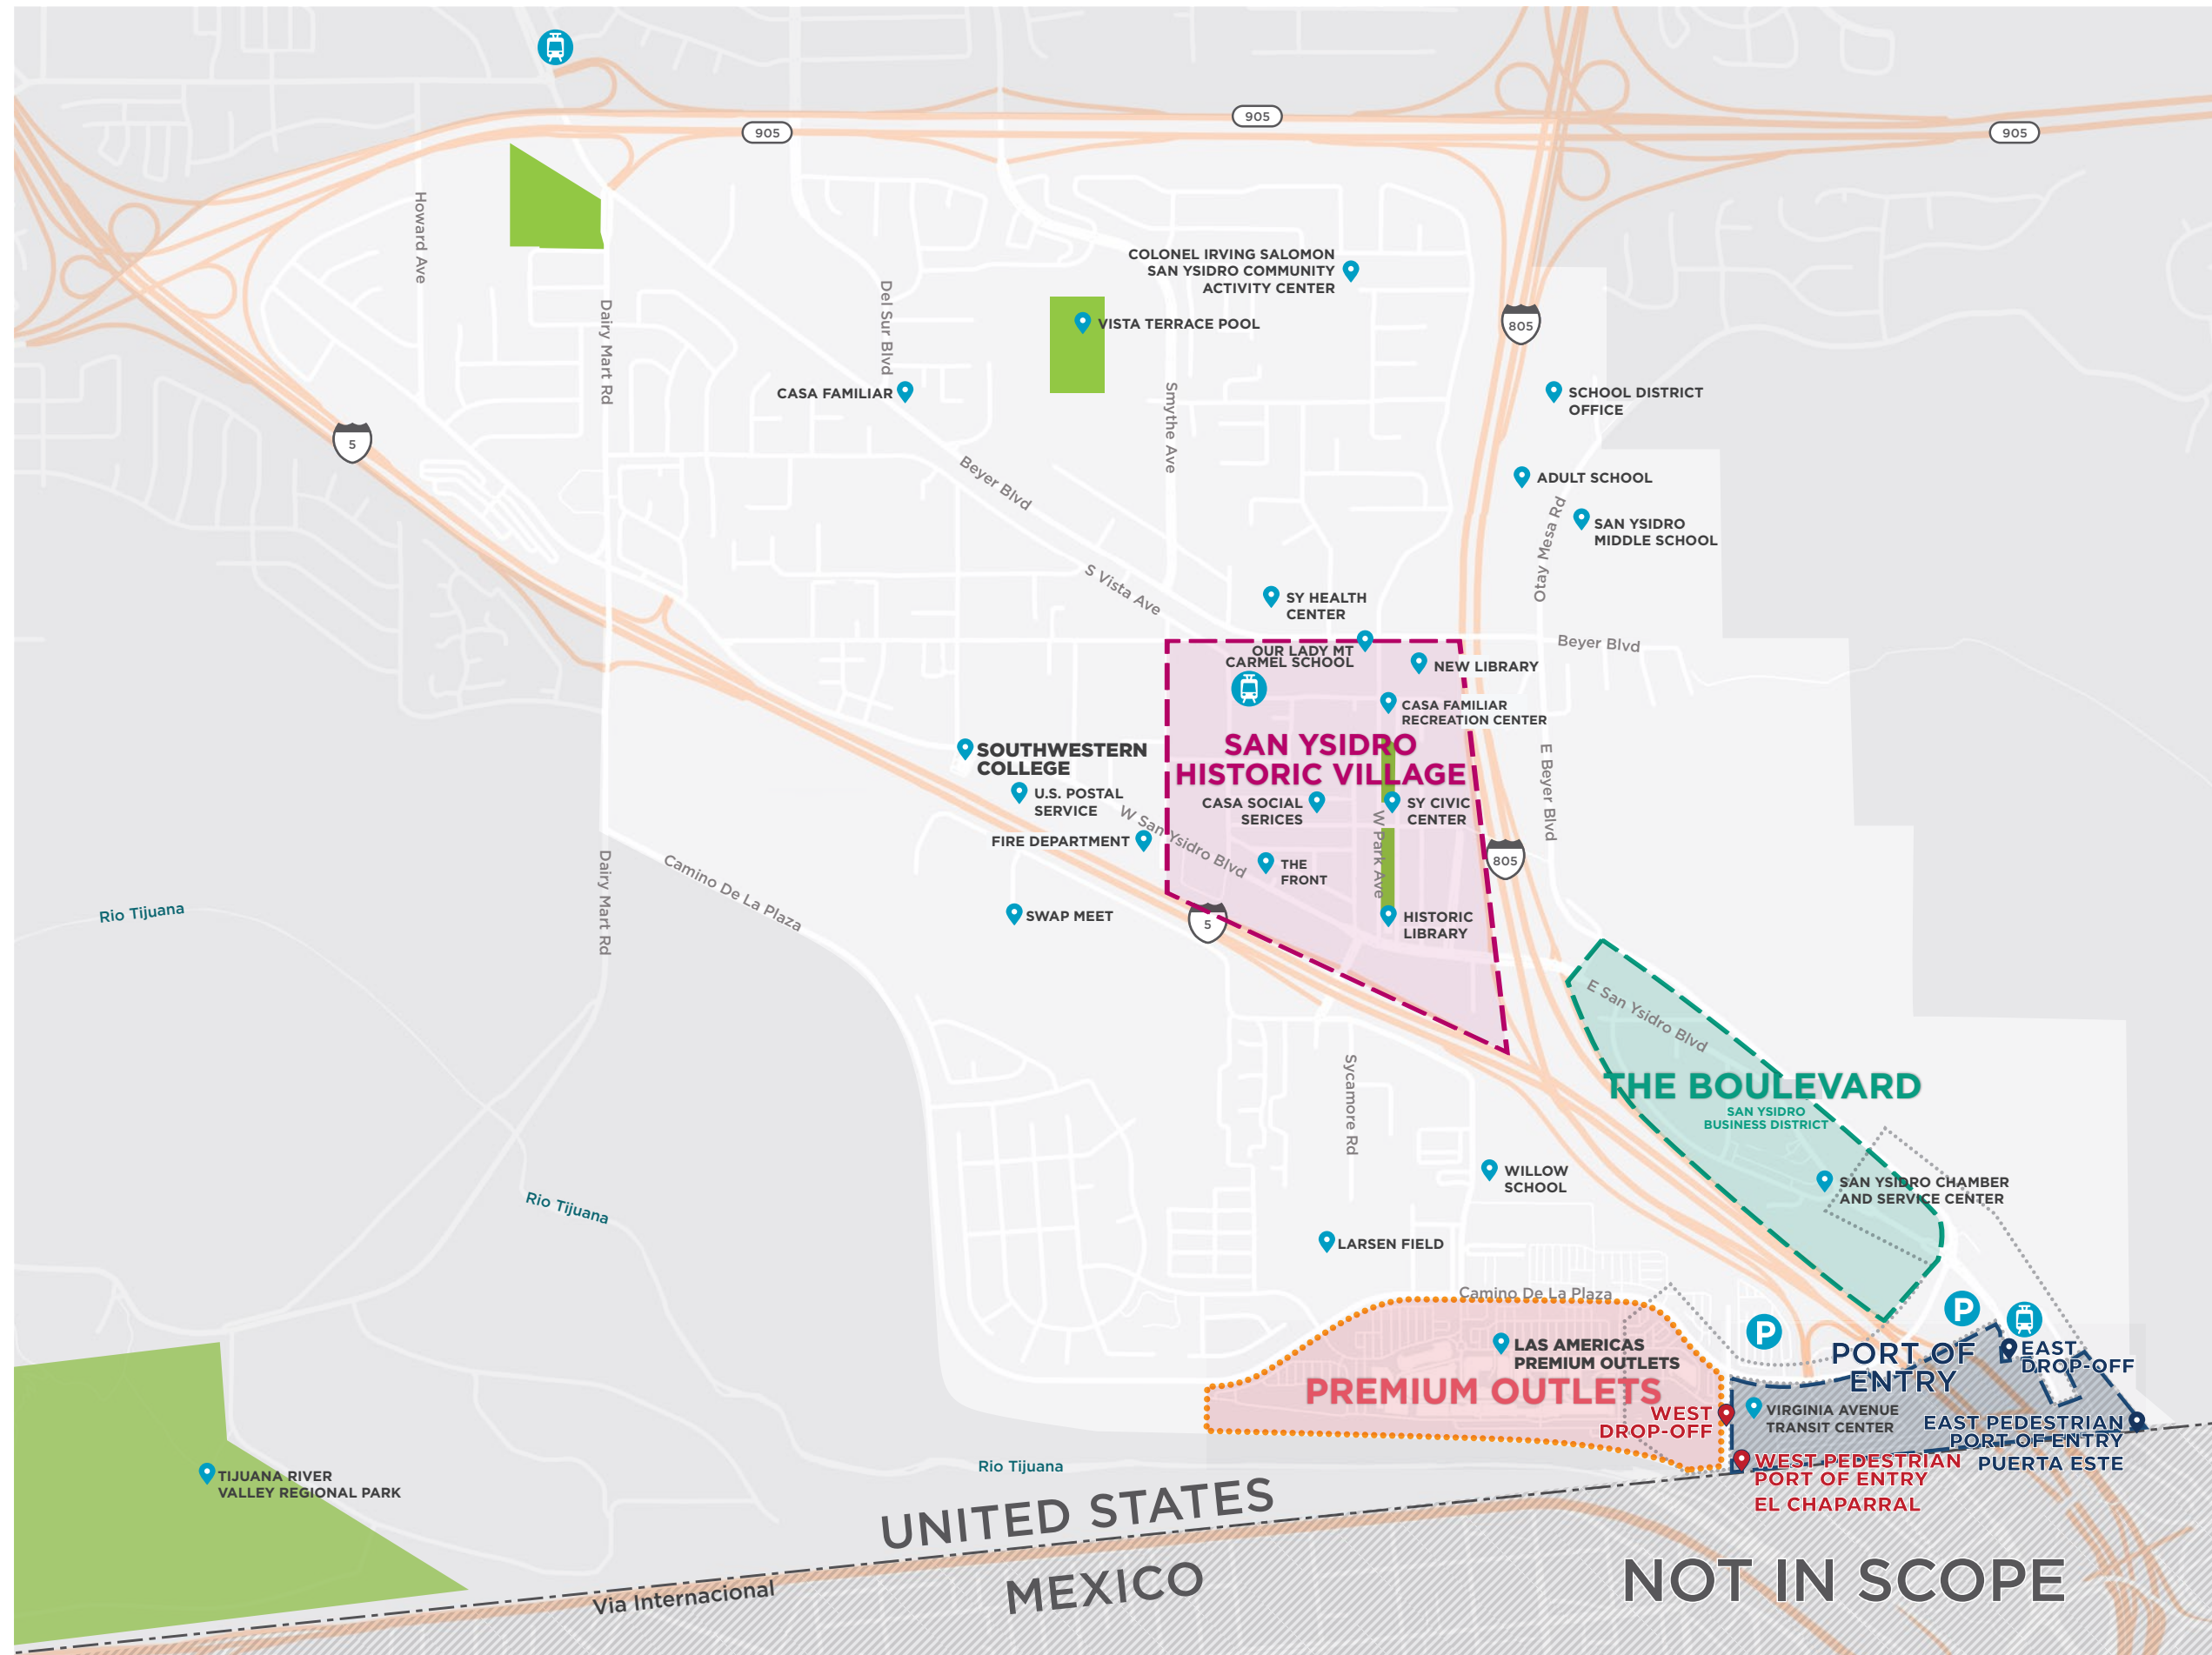 905
905
905
Howard Ave
Dairy Mart Rd
Del Sur Blvd
COLONEL IRVING SALOMON
SAN YSIDRO COMMUNITY
ACTIVITY CENTER
VISTA TERRACE POOL
805
CASA FAMILIAR
Smythe Ave
SCHOOL DISTRICT
OFFICE
5
Beyer Blvd
ADULT SCHOOL
SAN YSIDRO
MIDDLE SCHOOL
Otay Mesa Rd
S Vista Ave
SY HEALTH
CENTER
Beyer Blvd
OUR LADY MT
CARMEL SCHOOL
NEW LIBRARY
CASA FAMILIAR
RECREATION CENTER
SAN YSIDRO
HISTORIC VILLAGE
SOUTHWESTERN
COLLEGE
U.S. POSTAL
SERVICE
FIRE DEPARTMENT
W San Ysidro Blvd
CASA SOCIAL
SERICES
SY CIVIC
CENTER
W Park Ave
E Beyer Blvd
THE
FRONT
805
Dairy Mart Rd
Camino De La Plaza
Rio Tijuana
SWAP MEET
5
HISTORIC
LIBRARY
E San Ysidro Blvd
THE BOULEVARD
SAN YSIDRO
BUSINESS DISTRICT
Sycamore Rd
WILLOW
SCHOOL
SAN YSIDRO CHAMBER
AND SERVICE CENTER
Rio Tijuana
LARSEN FIELD
Camino De La Plaza
P
P
LAS AMERICAS
PREMIUM OUTLETS
PREMIUM OUTLETS
PORT OF
ENTRY
EAST
DROP-OFF
WEST
DROP-OFF
VIRGINIA AVENUE
TRANSIT CENTER
EAST PEDESTRIAN
PORT OF ENTRY
PUERTA ESTE
WEST PEDESTRIAN
PORT OF ENTRY
EL CHAPARRAL
Rio Tijuana
TIJUANA RIVER
VALLEY REGIONAL PARK
UNITED STATES
MEXICO
Via Internacional
NOT IN SCOPE